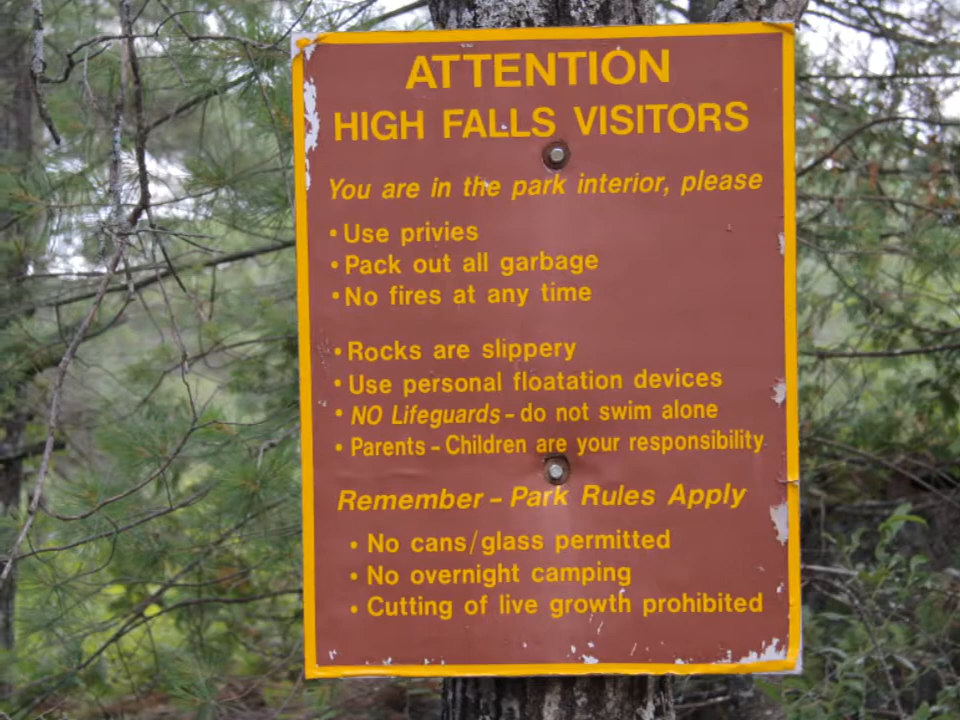 ATTENTION
HIGH FALLS VISITORS
You are in the park interior, please
• Use privies
• Pack out all garbage
• No fires at any time
• Rocks are slippery
• Use personal floatation devices
• NO Lifeguards – do not swim alone
• Parents – Children are your responsibility
Remember – Park Rules Apply
• No cans/glass permitted
• No overnight camping
• Cutting of live growth prohibited